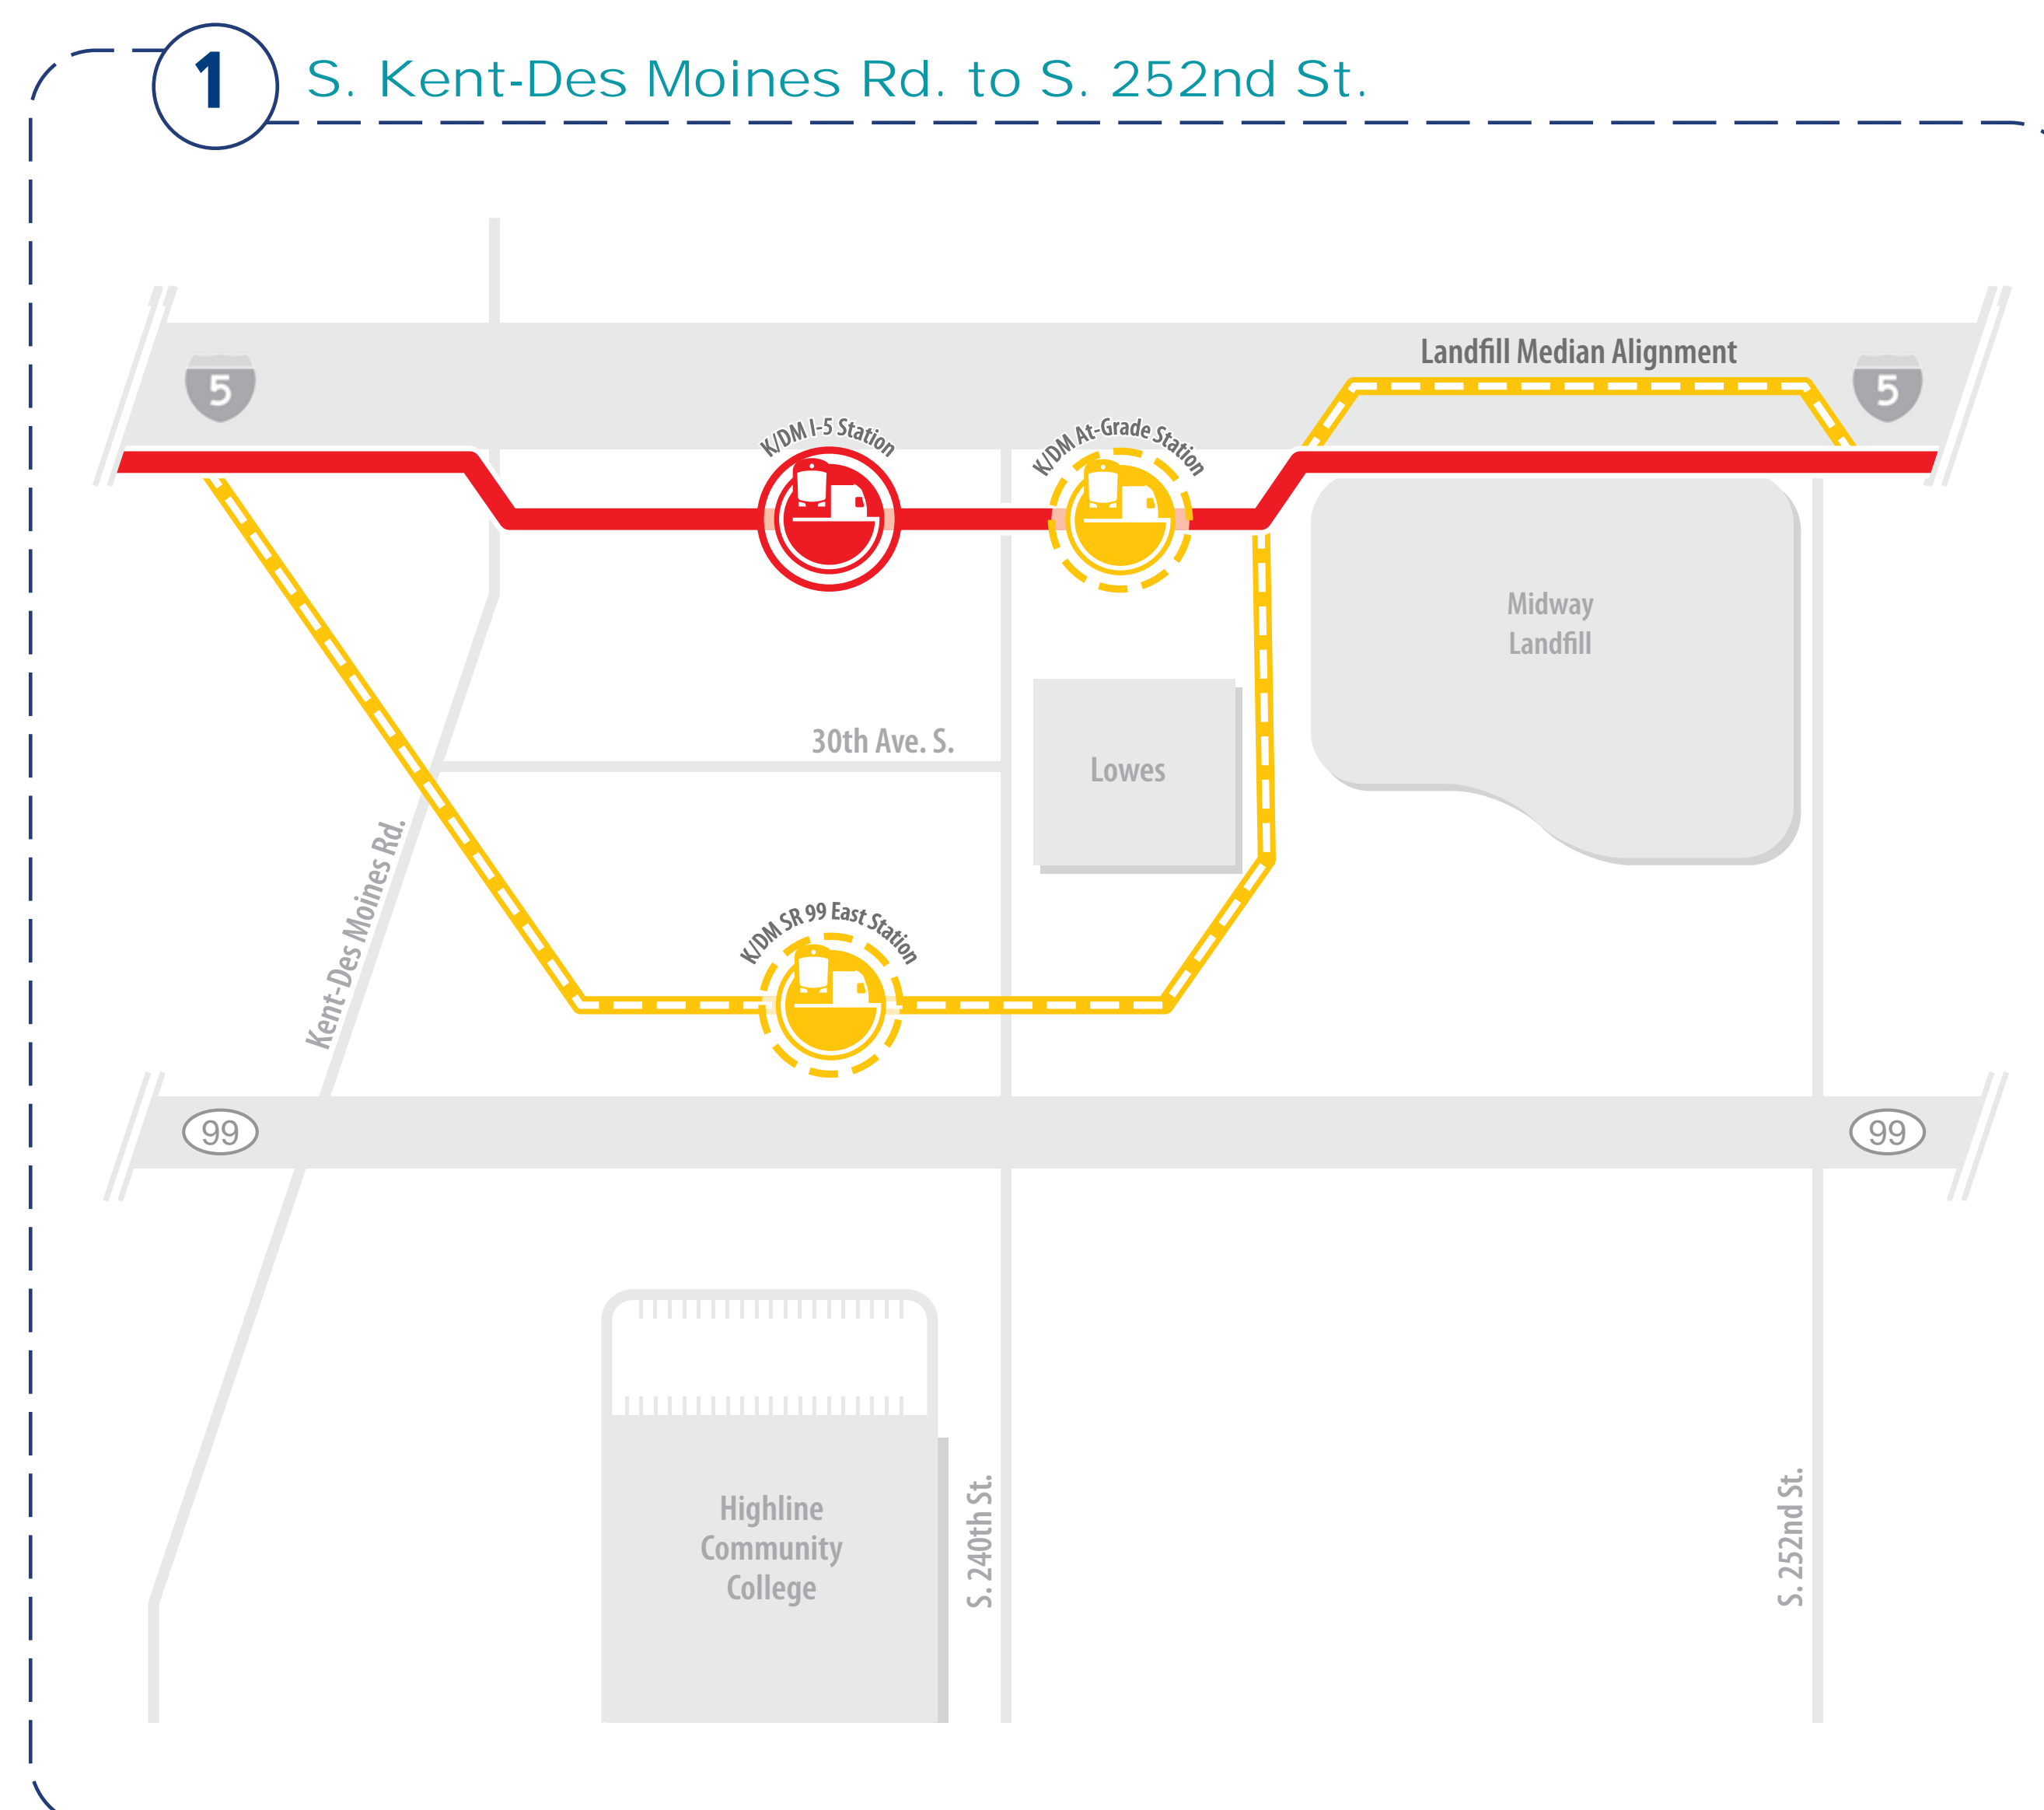 1
S. Kent-Des Moines Rd. to S. 252nd St.
Landfill Median Alignment
5
5
K/DM I-5 Station
K/DM At-Grade Station
Midway
Landfill
30th Ave. S.
Lowes
Kent-Des Moines Rd.
K/DM SR 99 East Station
99
99
Highline
Community
College
S. 240th St.
S. 252nd St.